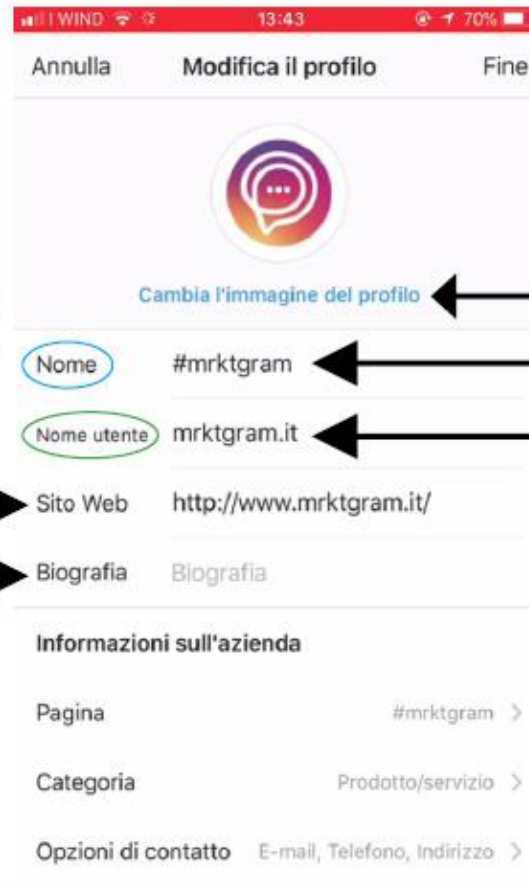 WIND 13:43 70%
Annulla Modifica il profilo Fine
Cambia l'immagine del profilo
Nome #mrktgram
Nome utente mrktgram.it
Sito Web http://www.mrktgram.it/
Biografia Biografia
Informazioni sull'azienda
Pagina #mrktgram
Categoria Prodotto/servizio
Opzioni di contatto E-mail, Telefono, Indirizzo